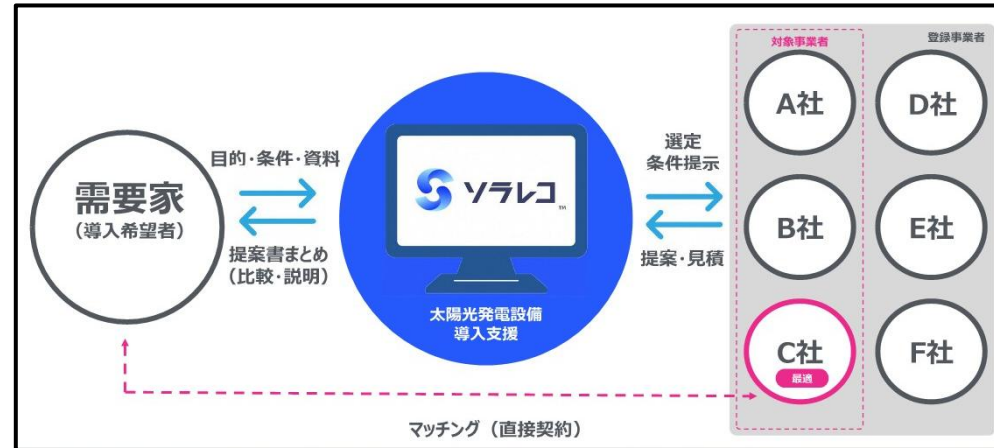 需要家
(導入希望者)
目的・条件・資料
提案書まとめ
(比較・説明)
ソラレコ
TM
太陽光発電設備
導入支援
選定
条件提示
提案・見積
対象事業者
登録事業者
A社
D社
B社
E社
C社
最適
F社
マッチング（直接契約）